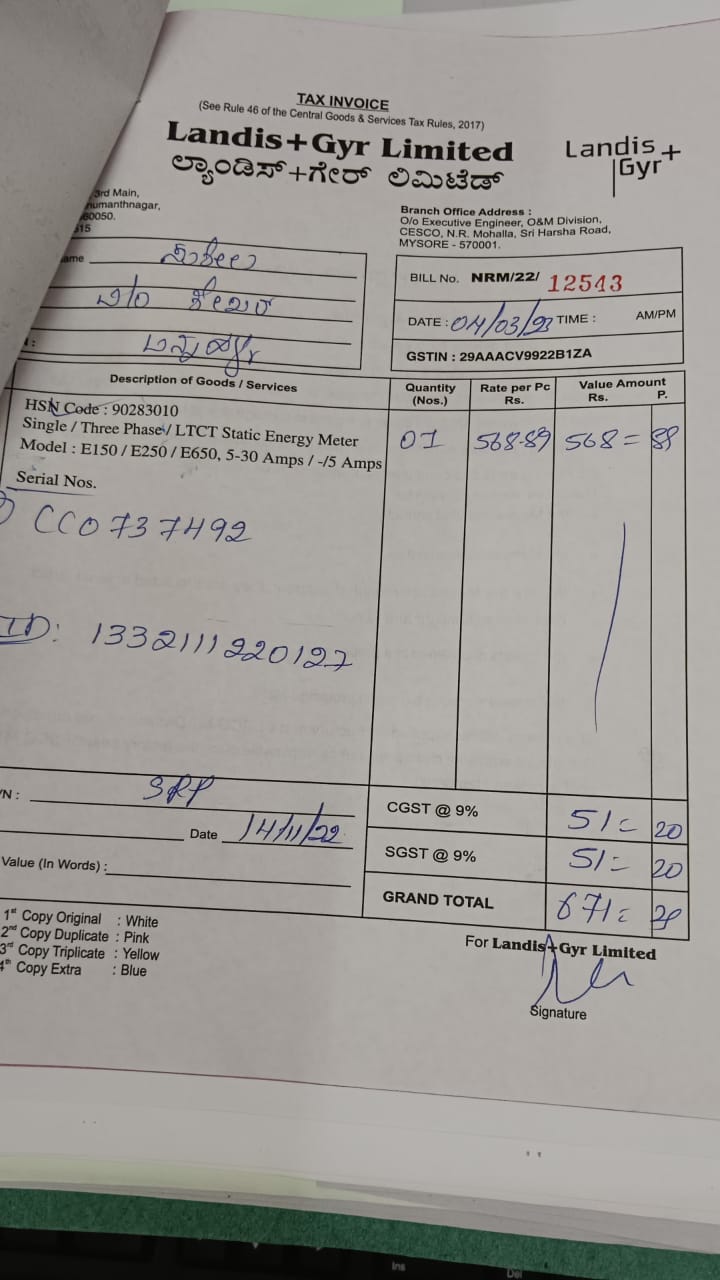 TAX INVOICE
(See Rule 46 of the Central Goods & Services Tax Rules, 2017)
Landis+Gyr Limited
ಲ್ಯಾಂಡಿಸ್+ಗೇರ್ ಲಿಮಿಟೆಡ್
Landis+
Gyr
3rd Main,
umanthnagar,
60050.
515
Branch Office Address :
O/o Executive Engineer, O&M Division,
CESCO, N.R. Mohalla, Sri Harsha Road,
MYSORE - 570001.
ame
BILL No. NRM/22/ 12543
DATE : 04/03/23 TIME : AM/PM
GSTIN : 29AAACV9922B1ZA
Description of Goods / Services Quantity (Nos.) Rate per Pc Rs. Value Amount Rs. P.
HSN Code : 90283010
Single / Three Phase / LTCT Static Energy Meter 01 568-89 568= 89
Model : E150 / E250 / E650, 5-30 Amps / -/5 Amps
Serial Nos.
CC0737492
ID: 1332111220127
/N : SRP
Date 14/11/22
Value (In Words) :
CGST @ 9% 51= 20
SGST @ 9% 51= 20
GRAND TOTAL 671=
1st Copy Original : White
2nd Copy Duplicate : Pink
3rd Copy Triplicate : Yellow
4th Copy Extra : Blue
For Landis+Gyr Limited
Signature